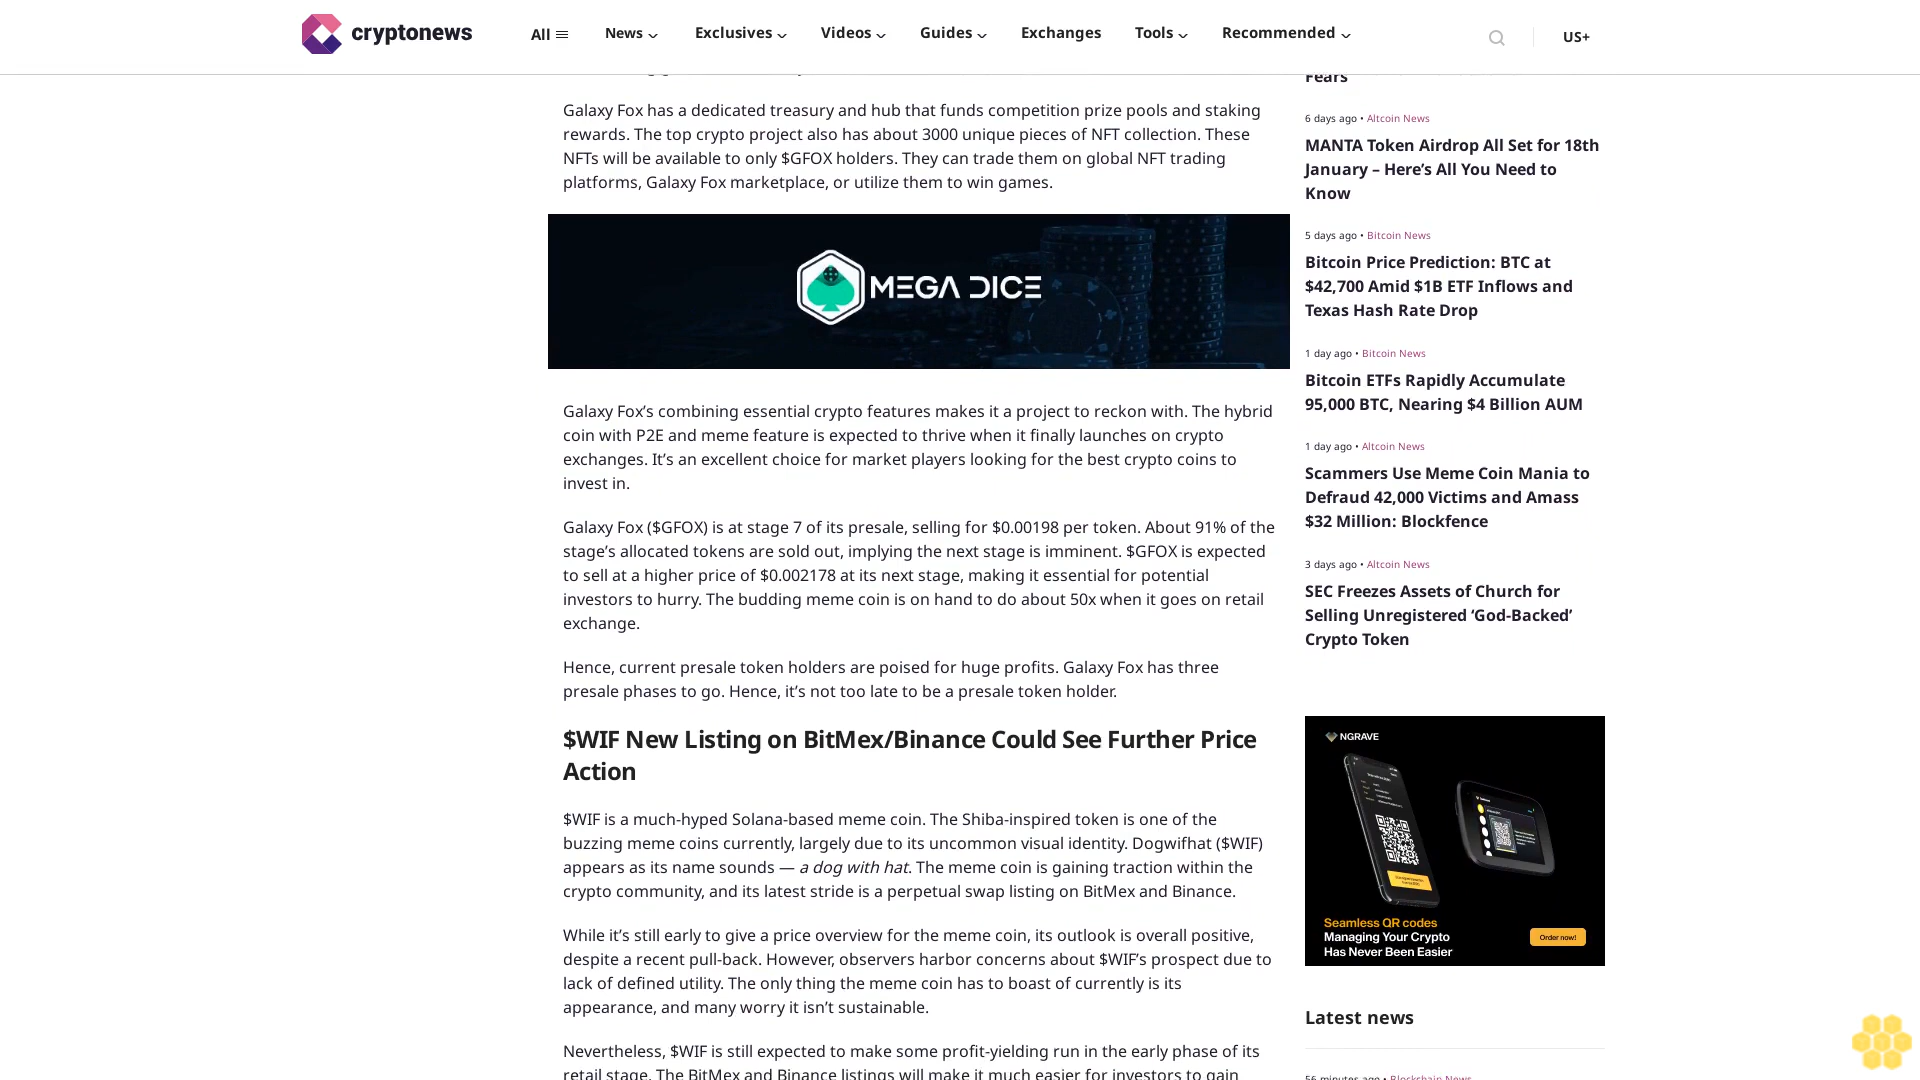 cryptonews
All
News
Exclusives
Videos
Guides
Exchanges
Tools
Recommended
US+
Galaxy Fox has a dedicated treasury and hub that funds competition prize pools and staking
rewards. The top crypto project also has about 3000 unique pieces of NFT collection. These
NFTs will be available to only $GFOX holders. They can trade them on global NFT trading
platforms, Galaxy Fox marketplace, or utilize them to win games.
MEGA DICE
Galaxy Fox’s combining essential crypto features makes it a project to reckon with. The hybrid
coin with P2E and meme feature is expected to thrive when it finally launches on crypto
exchanges. It’s an excellent choice for market players looking for the best crypto coins to
invest in.
Galaxy Fox ($GFOX) is at stage 7 of its presale, selling for $0.00198 per token. About 91% of the
stage’s allocated tokens are sold out, implying the next stage is imminent. $GFOX is expected
to sell at a higher price of $0.002178 at its next stage, making it essential for potential
investors to hurry. The budding meme coin is on hand to do about 50x when it goes on retail
exchange.
Hence, current presale token holders are poised for huge profits. Galaxy Fox has three
presale phases to go. Hence, it’s not too late to be a presale token holder.
$WIF New Listing on BitMex/Binance Could See Further Price
Action
$WIF is a much-hyped Solana-based meme coin. The Shiba-inspired token is one of the
buzzing meme coins currently, largely due to its uncommon visual identity. Dogwifhat ($WIF)
appears as its name sounds — a dog with hat. The meme coin is gaining traction within the
crypto community, and its latest stride is a perpetual swap listing on BitMex and Binance.
While it’s still early to give a price overview for the meme coin, its outlook is overall positive,
despite a recent pull-back. However, observers harbor concerns about $WIF’s prospect due to
lack of defined utility. The only thing the meme coin has to boast of currently is its
appearance, and many worry it isn’t sustainable.
Nevertheless, $WIF is still expected to make some profit-yielding run in the early phase of its
retail stage. The BitMex and Binance listings will make it much easier for investors to gain
Fears
6 days ago • Altcoin News
MANTA Token Airdrop All Set for 18th
January – Here’s All You Need to
Know
5 days ago • Bitcoin News
Bitcoin Price Prediction: BTC at
$42,700 Amid $1B ETF Inflows and
Texas Hash Rate Drop
1 day ago • Bitcoin News
Bitcoin ETFs Rapidly Accumulate
95,000 BTC, Nearing $4 Billion AUM
1 day ago • Altcoin News
Scammers Use Meme Coin Mania to
Defraud 42,000 Victims and Amass
$32 Million: Blockfence
3 days ago • Altcoin News
SEC Freezes Assets of Church for
Selling Unregistered ‘God-Backed’
Crypto Token
NGRAVE
Seamless QR codes
Managing Your Crypto
Has Never Been Easier
Order now!
Latest news
56 minutes ago • Blockchain News